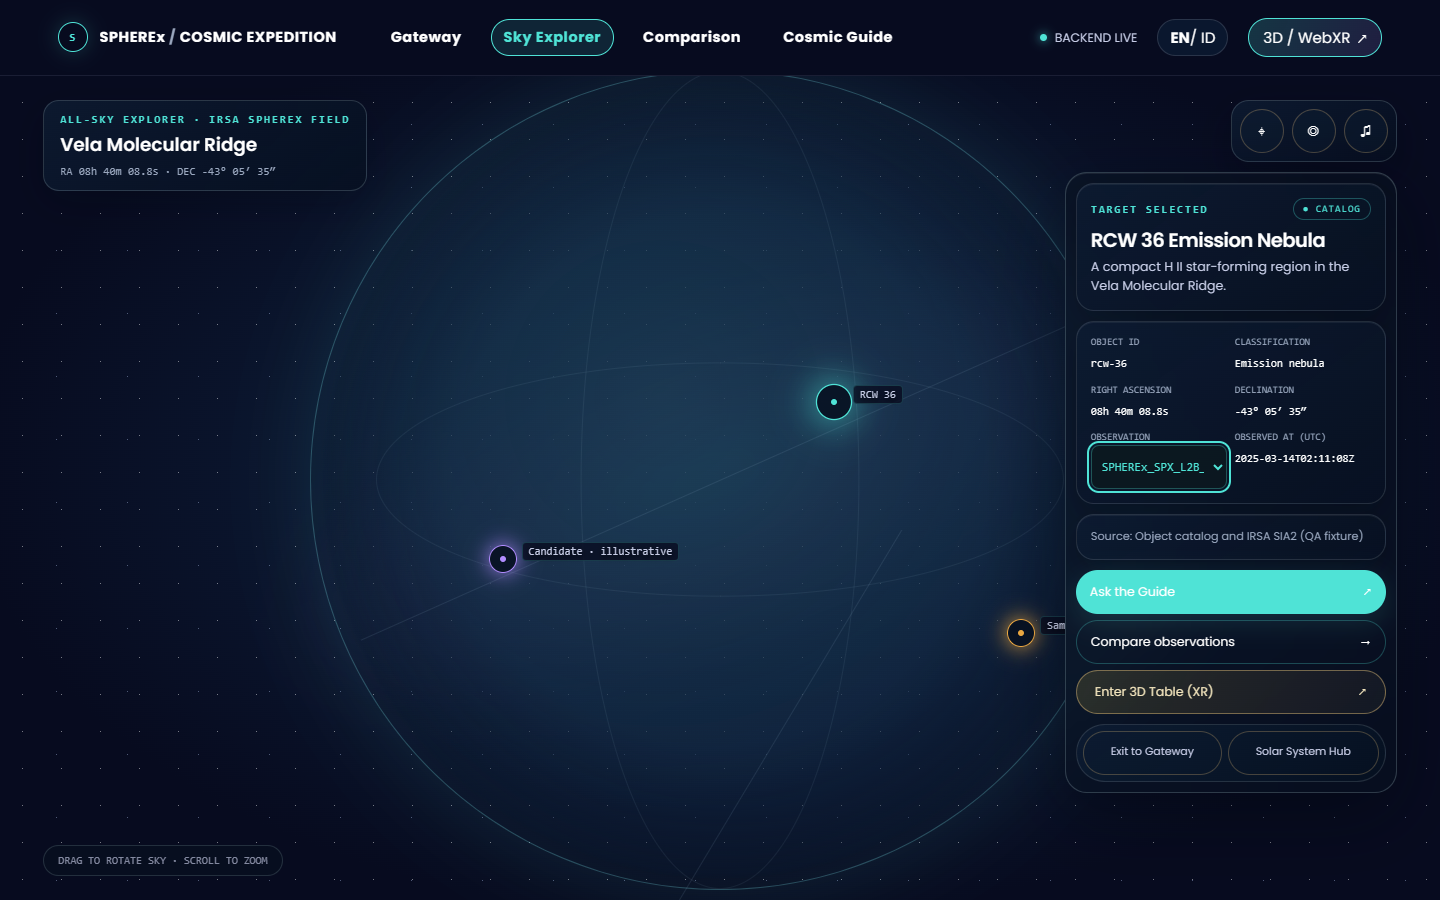 S SPHEREx / COSMIC EXPEDITION Gateway Sky Explorer Comparison Cosmic Guide BACKEND LIVE EN/ ID 3D / WebXR ↗
ALL-SKY EXPLORER · IRSA SPHEREX FIELD
Vela Molecular Ridge
RA 08h 40m 08.8s · DEC -43° 05′ 35″
TARGET SELECTED
CATALOG
RCW 36 Emission Nebula
A compact H II star-forming region in the
Vela Molecular Ridge.
OBJECT ID CLASSIFICATION
rcw-36 Emission nebula
RIGHT ASCENSION DECLINATION
08h 40m 08.8s -43° 05′ 35″
OBSERVATION OBSERVED AT (UTC)
SPHEREx_SPX_L2B_ 2025-03-14T02:11:08Z
Source: Object catalog and IRSA SIA2 (QA fixture)
Ask the Guide ↗
Compare observations →
Enter 3D Table (XR) ↗
Exit to Gateway Solar System Hub
RCW 36
Candidate · illustrative
Sam
DRAG TO ROTATE SKY · SCROLL TO ZOOM